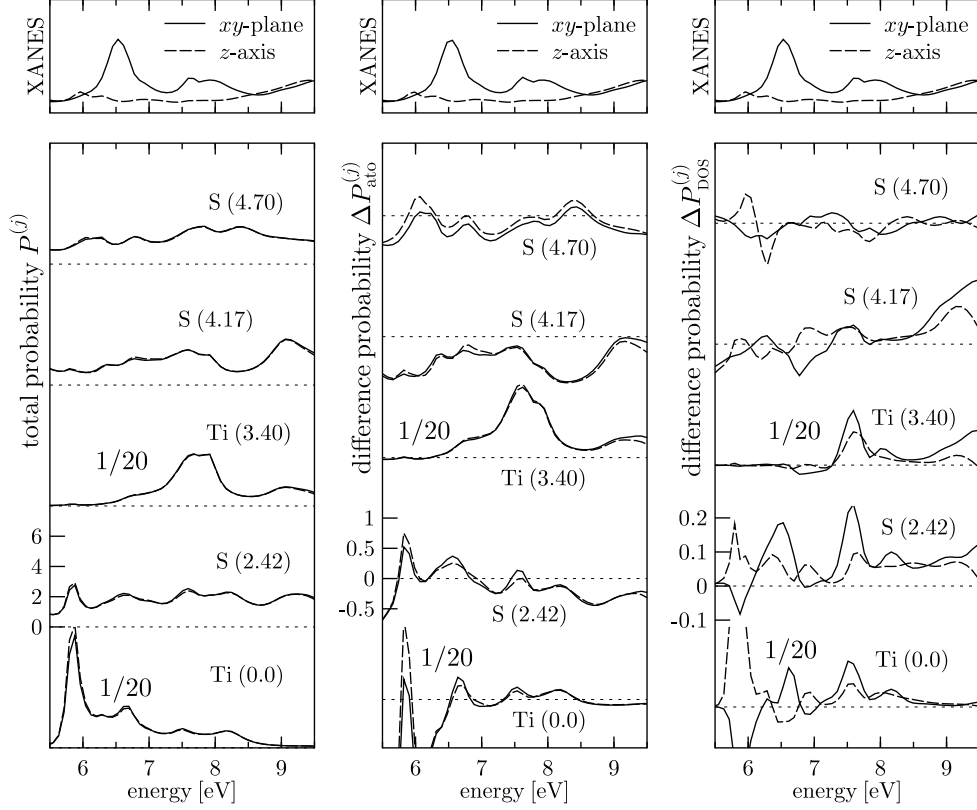 XANES
xy-plane
z-axis
XANES
xy-plane
z-axis
XANES
xy-plane
z-axis
total probability P^(j)
S (4.70)
S (4.17)
Ti (3.40)
1/20
6
4
2
0
S (2.42)
Ti (0.0)
1/20
6 7 8 9
energy [eV]
difference probability ΔP_ato^(j)
S (4.70)
S (4.17)
1/20
Ti (3.40)
1
0.5
0
-0.5
S (2.42)
1/20
Ti (0.0)
6 7 8 9
energy [eV]
difference probability ΔP_DOS^(j)
S (4.70)
S (4.17)
Ti (3.40)
1/20
0.2
0.1
0
-0.1
S (2.42)
Ti (0.0)
1/20
6 7 8 9
energy [eV]